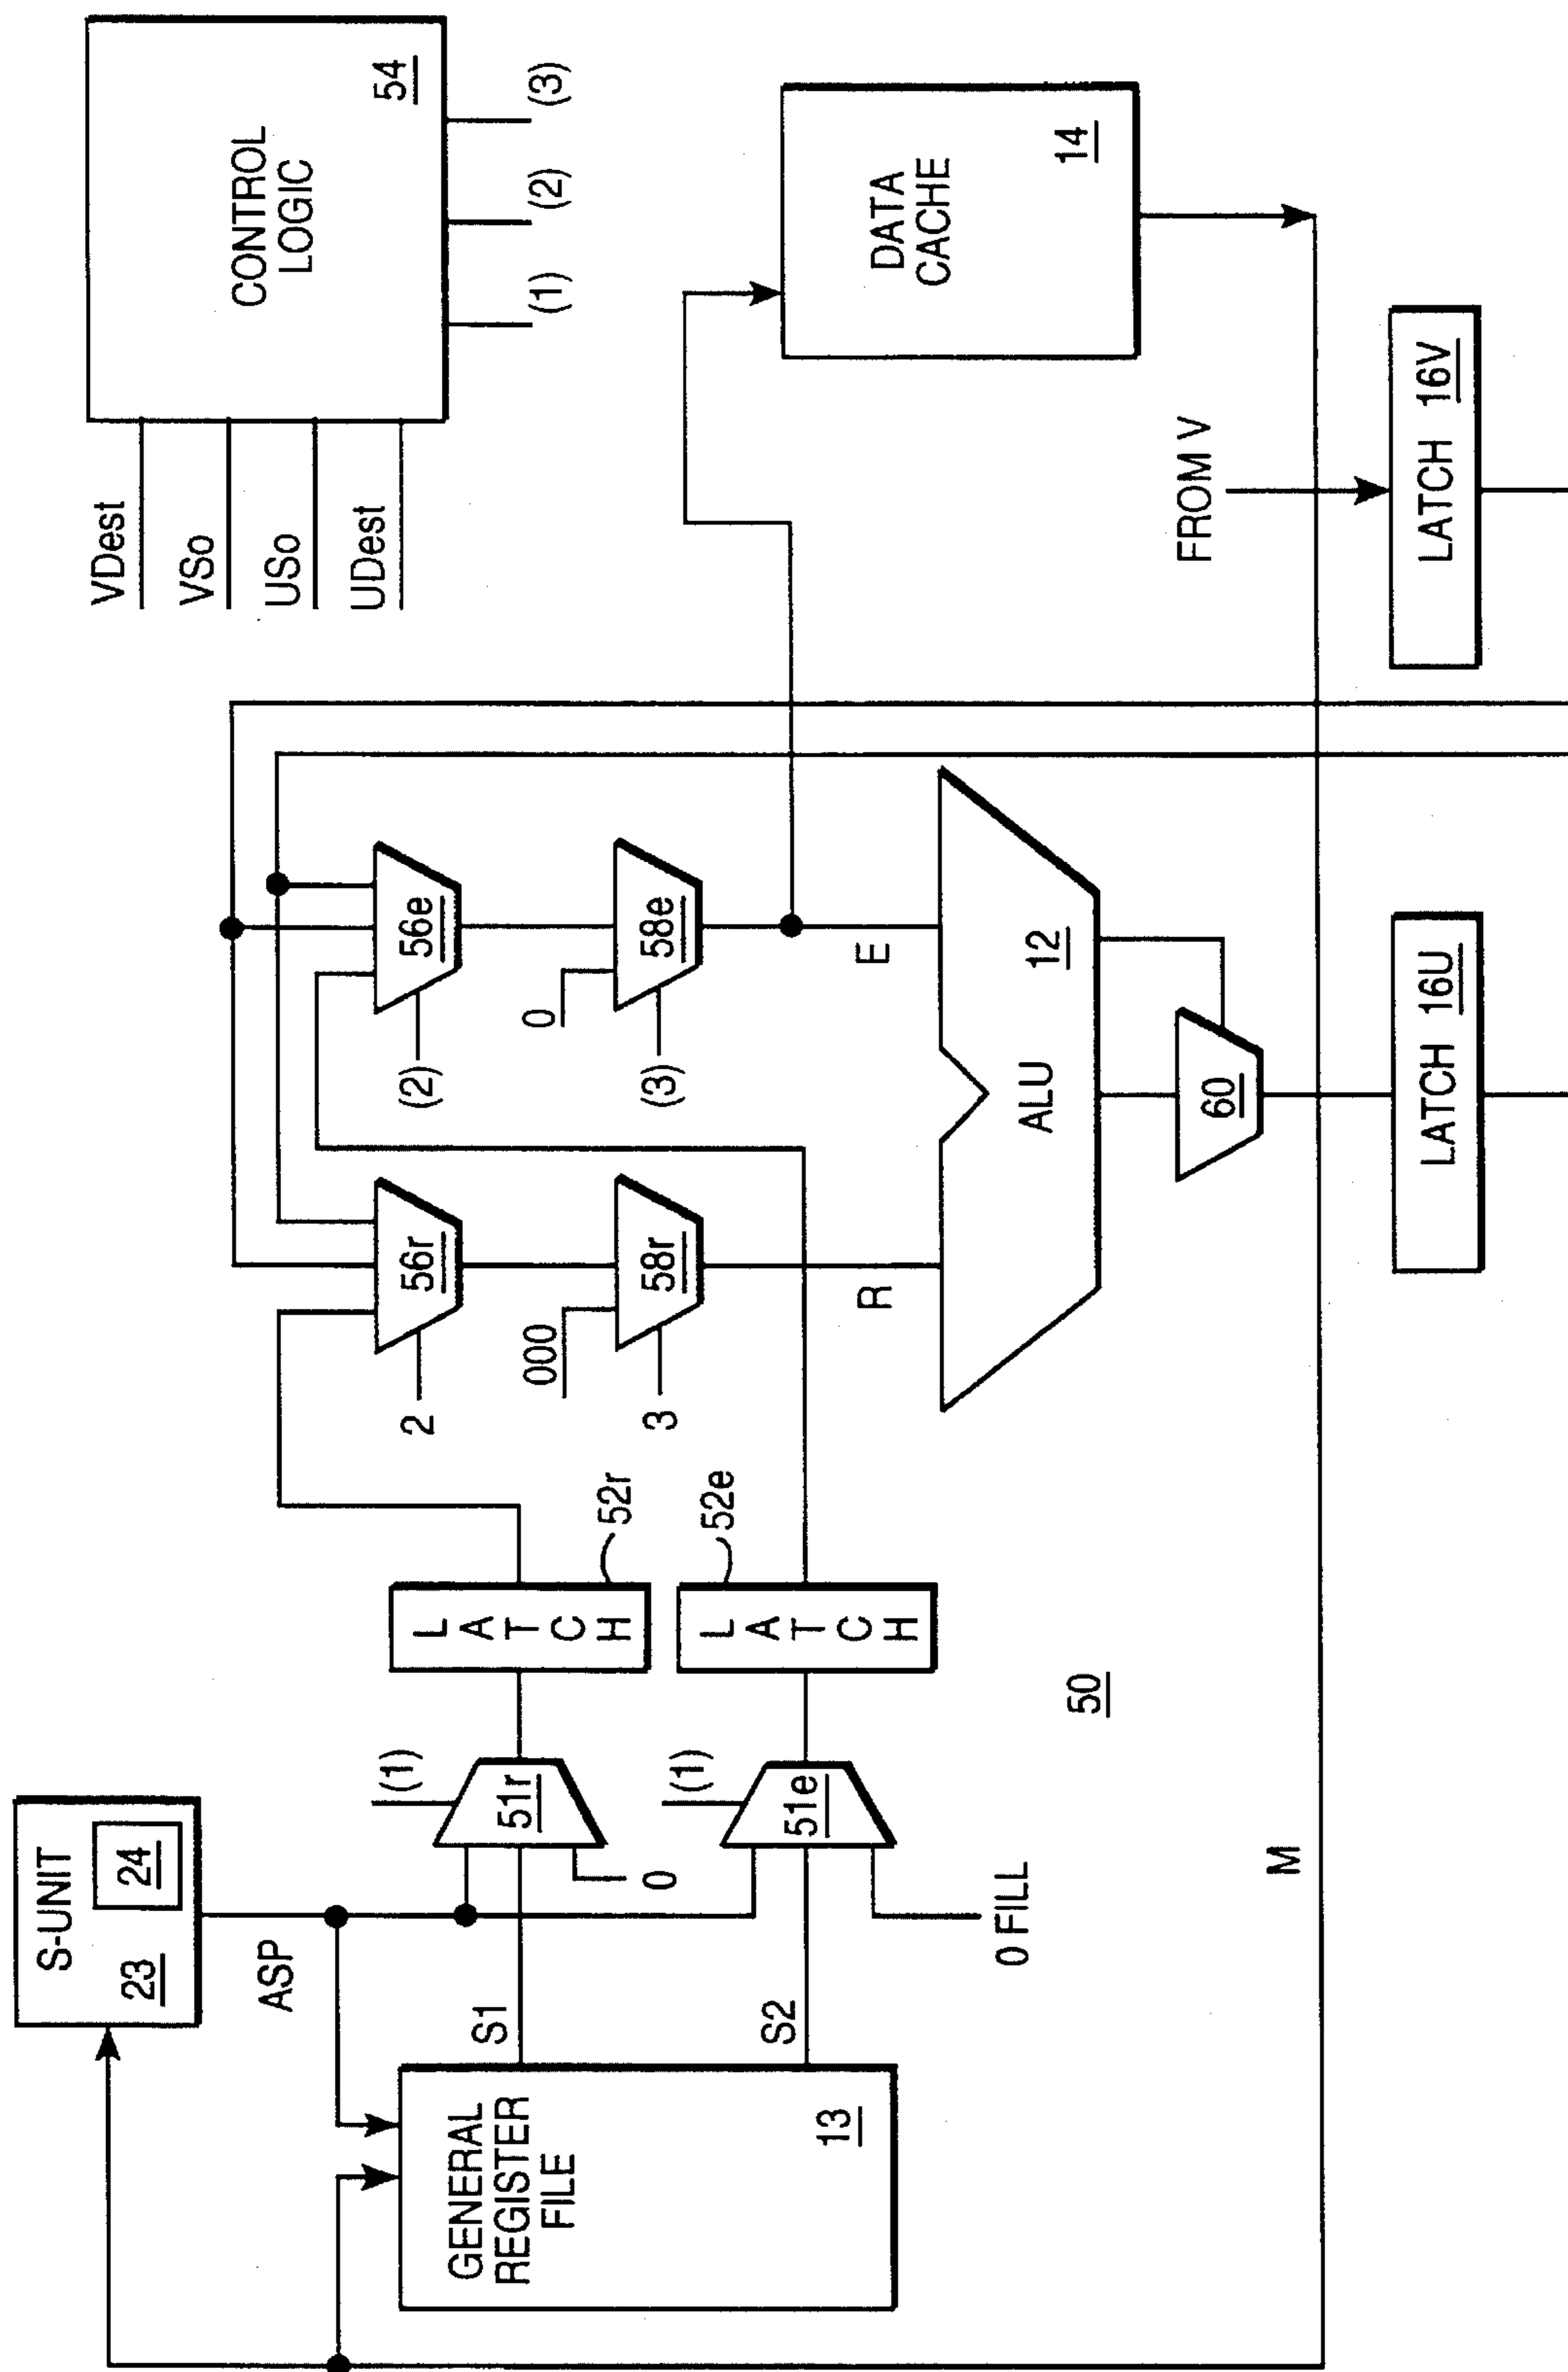 S-UNIT
24
23
ASP
GENERAL
REGISTER
FILE
13
S1
S2
(1)
51r
0
(1)
51e
0 FILL
LATCH
52r
LATCH
52e
50
2
56r
000
3
58r
R
(2)
56e
0
(3)
58e
E
ALU
12
60
LATCH 16U
M
VDest
VSo
USo
UDest
CONTROL
LOGIC
54
(1)
(2)
(3)
DATA
CACHE
14
FROM V
LATCH 16V